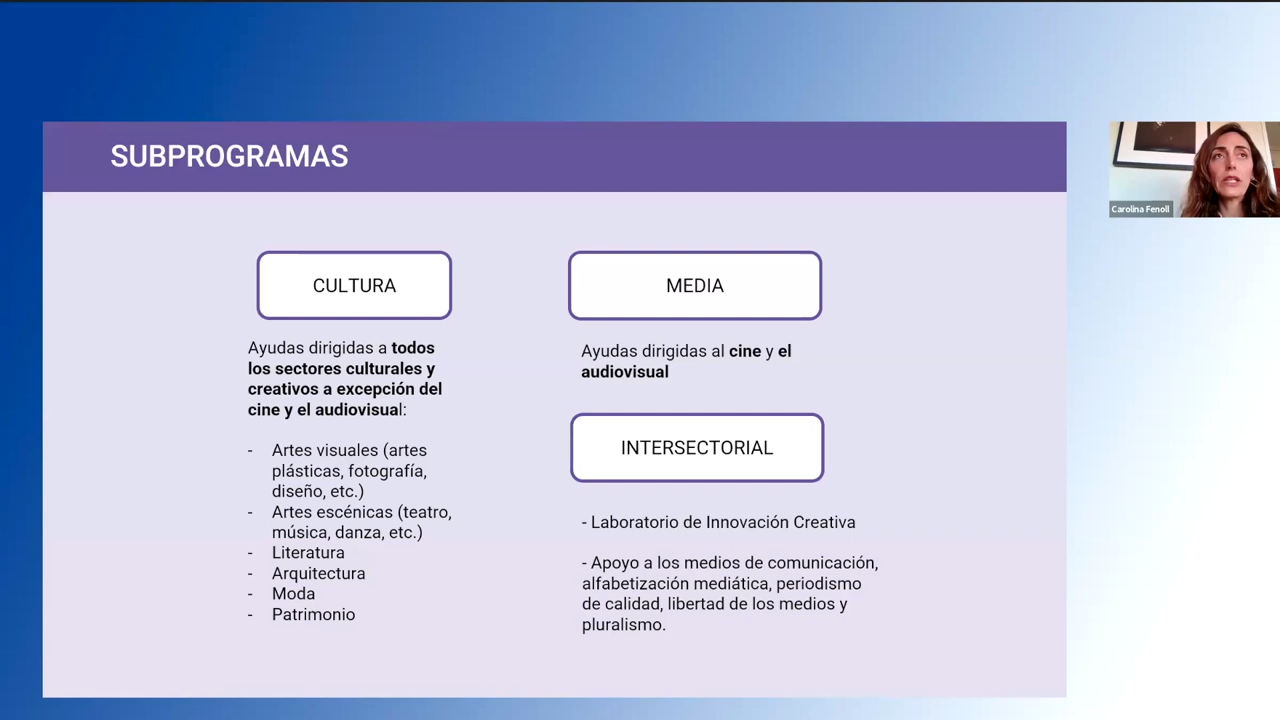 SUBPROGRAMAS
CULTURA
Ayudas dirigidas a todos
los sectores culturales y
creativos a excepción del
cine y el audiovisual:
- Artes visuales (artes
plásticas, fotografía,
diseño, etc.)
- Artes escénicas (teatro,
música, danza, etc.)
- Literatura
- Arquitectura
- Moda
- Patrimonio
MEDIA
Ayudas dirigidas al cine y el
audiovisual
INTERSECTORIAL
- Laboratorio de Innovación Creativa
- Apoyo a los medios de comunicación,
alfabetización mediática, periodismo
de calidad, libertad de los medios y
pluralismo.
Carolina Fenoll